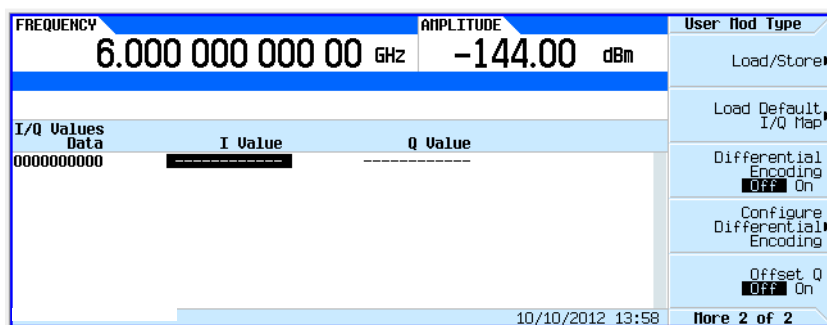 FREQUENCY
6.000 000 000 00 GHz
AMPLITUDE
-144.00 dBm
I/Q Values
Data I Value Q Value
0000000000 ------------ ------------
10/10/2012 13:58
User Mod Type
Load/Store
Load Default
I/Q Map
Differential
Encoding
Off On
Configure
Differential
Encoding
Offset Q
Off On
More 2 of 2